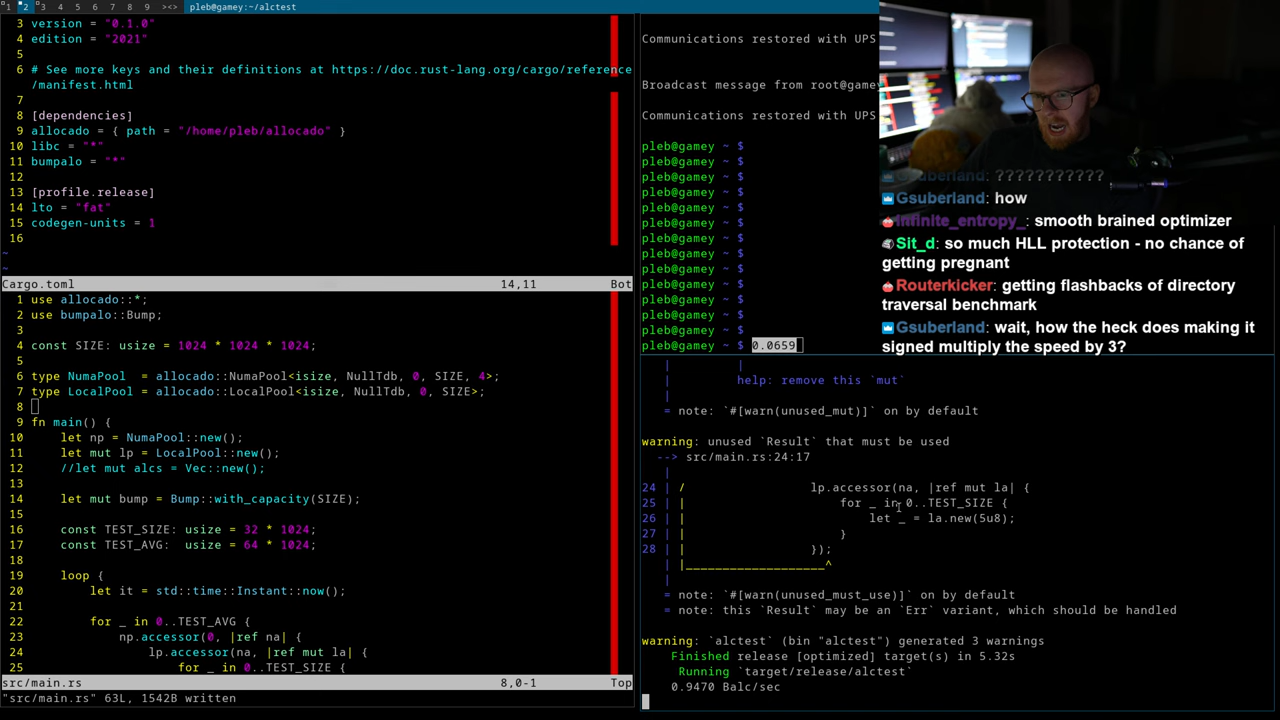 1 2 3 4 5 6 7 8 9 ><> pleb@gamey:~/alctest
3 version = "0.1.0"
4 edition = "2021"
5
6 # See more keys and their definitions at https://doc.rust-lang.org/cargo/reference
/manifest.html
7
8 [dependencies]
9 allocado = { path = "/home/pleb/allocado" }
10 libc = "*"
11 bumpalo = "*"
12
13 [profile.release]
14 lto = "fat"
15 codegen-units = 1
16
~
~
Cargo.toml 14,11 Bot
1 use allocado::*;
2 use bumpalo::Bump;
3
4 const SIZE: usize = 1024 * 1024 * 1024;
5
6 type NumaPool  = allocado::NumaPool<isize, NullTdb, 0, SIZE, 4>;
7 type LocalPool = allocado::LocalPool<isize, NullTdb, 0, SIZE>;
8
9 fn main() {
10 let np = NumaPool::new();
11 let mut lp = LocalPool::new();
12 //let mut alcs = Vec::new();
13
14 let mut bump = Bump::with_capacity(SIZE);
15
16 const TEST_SIZE: usize = 32 * 1024;
17 const TEST_AVG:  usize = 64 * 1024;
18
19 loop {
20 let it = std::time::Instant::now();
21
22 for _ in 0..TEST_AVG {
23 np.accessor(0, |ref na| {
24 lp.accessor(na, |ref mut la| {
25 for _ in 0..TEST_SIZE {
src/main.rs 8,0-1 Top
"src/main.rs" 63L, 1542B written
Communications restored with UPS
Broadcast message from root@game
Communications restored with UPS
pleb@gamey ~ $
pleb@gamey ~ $
pleb@gamey ~ $
pleb@gamey ~ $
pleb@gamey ~ $
pleb@gamey ~ $
pleb@gamey ~ $
pleb@gamey ~ $
pleb@gamey ~ $
pleb@gamey ~ $
pleb@gamey ~ $
pleb@gamey ~ $
pleb@gamey ~ $
pleb@gamey ~ $ 0.0659
Gsuberland: ???????????
Gsuberland: how
infinite_entropy_: smooth brained optimizer
Sit_d: so much HLL protection - no chance of
getting pregnant
Routerkicker: getting flashbacks of directory
traversal benchmark
Gsuberland: wait, how the heck does making it
signed multiply the speed by 3?
| |
| help: remove this `mut`
|
= note: `#[warn(unused_mut)]` on by default
warning: unused `Result` that must be used
--> src/main.rs:24:17
|
24 | / lp.accessor(na, |ref mut la| {
25 | | for _ in 0..TEST_SIZE {
26 | | let _ = la.new(5u8);
27 | | }
28 | | });
| |____________________^
|
= note: `#[warn(unused_must_use)]` on by default
= note: this `Result` may be an `Err` variant, which should be handled
warning: `alctest` (bin "alctest") generated 3 warnings
Finished release [optimized] target(s) in 5.32s
Running `target/release/alctest`
0.9470 Balc/sec